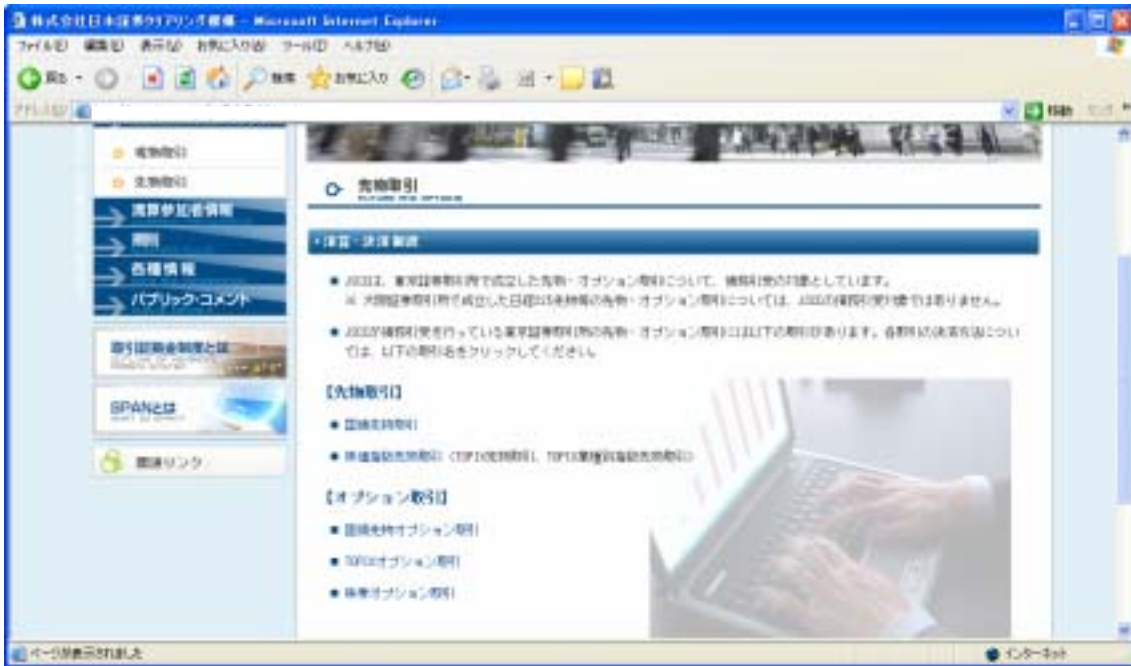 株式会社日本証券クリアリング機構 - Microsoft Internet Explorer
ファイル(F) 編集(E) 表示(V) お気に入り(A) ツール(T) ヘルプ(H)
戻る 検索 お気に入り
アドレス(D) 移動 リンク
現物取引
先物取引
清算参加者情報
規則
各種情報
パブリック・コメント
取引証拠金制度とは
SPANとは
関連リンク
先物取引
FUTURE AND OPTIONS
清算・決済制度
JSCCは、東京証券取引所で成立した先物・オプション取引について、債務引受の対象としています。
※ 大阪証券取引所で成立した日経225先物等の先物・オプション取引については、JSCCの債務引受対象ではありません。
JSCCが債務引受を行っている東京証券取引所の先物・オプション取引には以下の取引があります。各取引の決済方法につい
ては、以下の取引名をクリックしてください。
【先物取引】
国債先物取引
株価指数先物取引（TOPIX先物取引、TOPIX業種別指数先物取引）
【オプション取引】
国債先物オプション取引
TOPIXオプション取引
株券オプション取引
ページが表示されました
インターネット